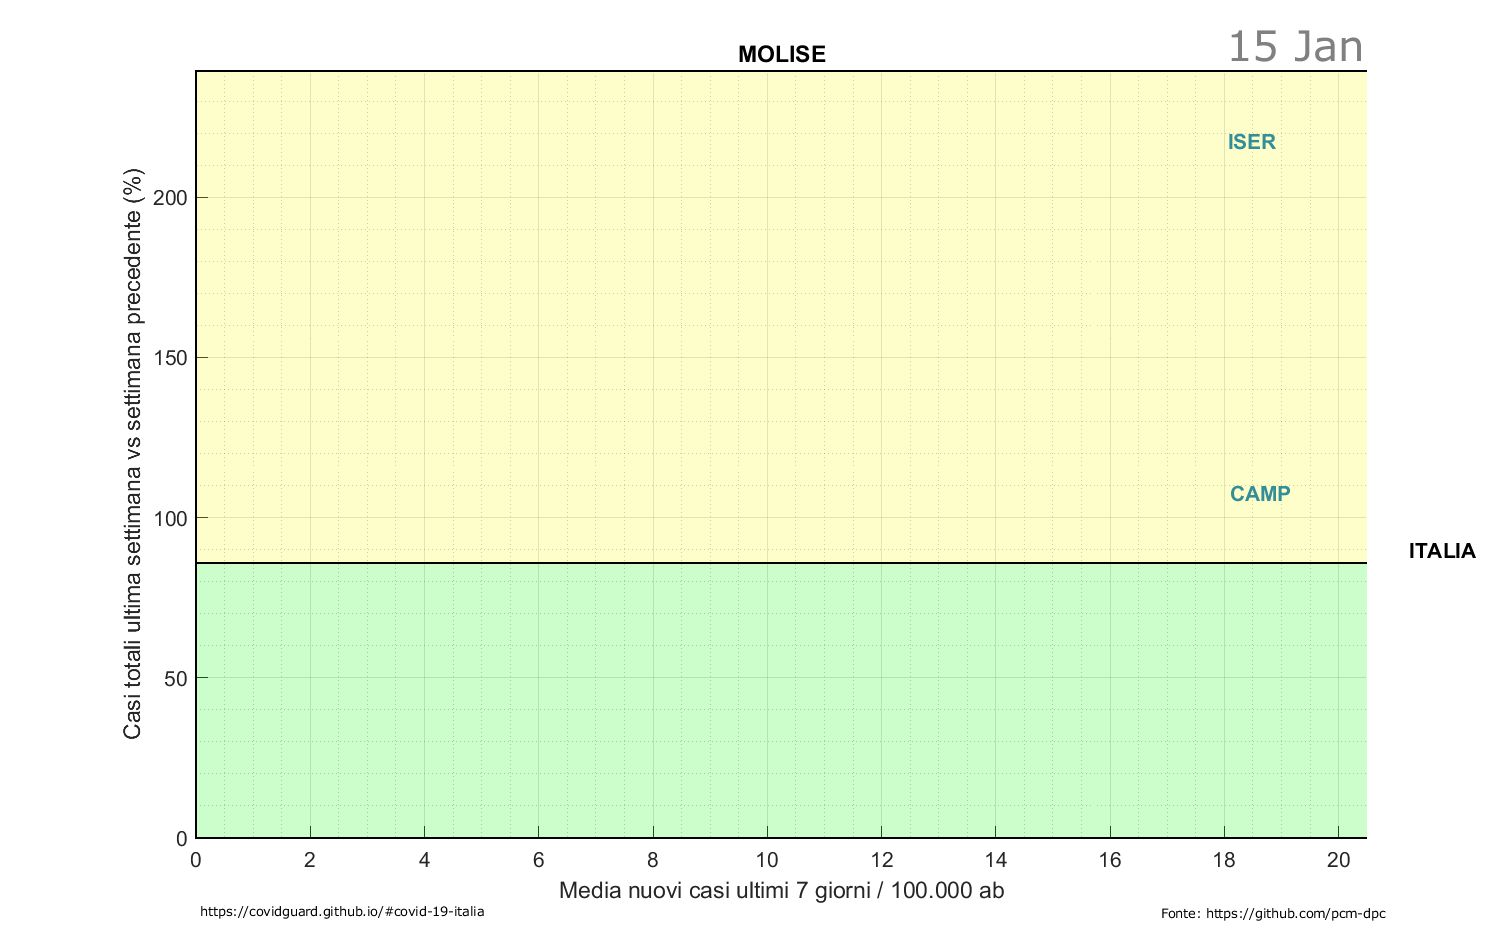 MOLISE
15 Jan
ISER
CAMP
ITALIA
Casi totali ultima settimana vs settimana precedente (%)
200
150
100
50
0
0 2 4 6 8 10 12 14 16 18 20
Media nuovi casi ultimi 7 giorni / 100.000 ab
https://covidguard.github.io/#covid-19-italia
Fonte: https://github.com/pcm-dpc